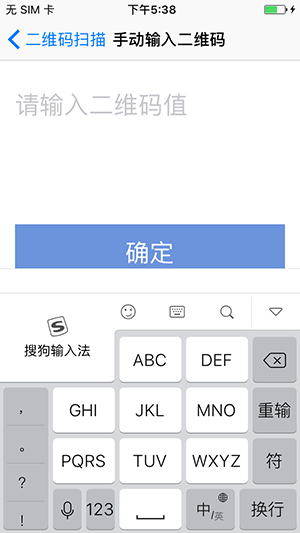 无 SIM 卡 下午5:38
二维码扫描 手动输入二维码
请输入二维码值
确定
S
搜狗输入法
ABC DEF
， GHI JKL MNO 重输
。
？ PQRS TUV WXYZ 符
！ 123 中/英 换行